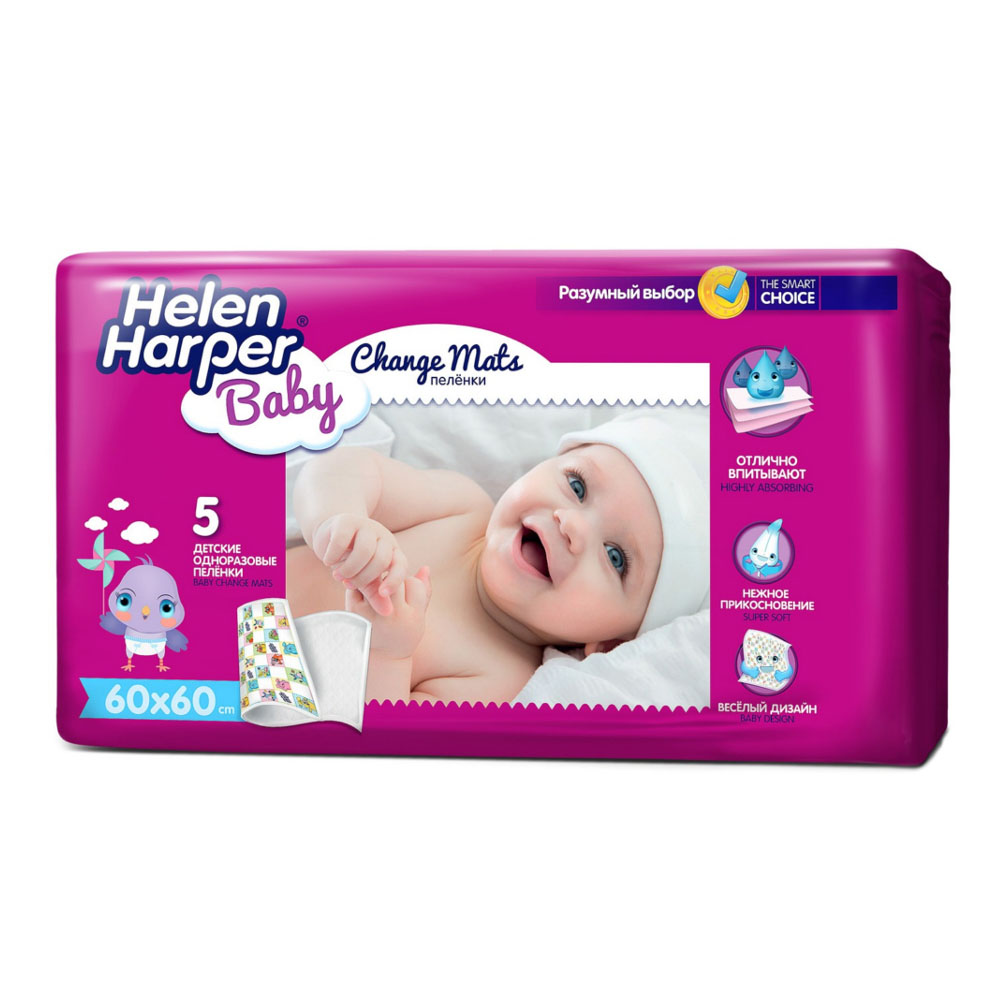 Helen
Harper®
Baby
Change Mats
пелёнки
Разумный выбор
THE SMART
CHOICE
5
ДЕТСКИЕ
ОДНОРАЗОВЫЕ
ПЕЛЁНКИ
BABY CHANGE MATS
60x60 cm
ОТЛИЧНО
ВПИТЫВАЮТ
HIGHLY ABSORBING
НЕЖНОЕ
ПРИКОСНОВЕНИЕ
SUPER SOFT
ВЕСЁЛЫЙ ДИЗАЙН
BABY DESIGN